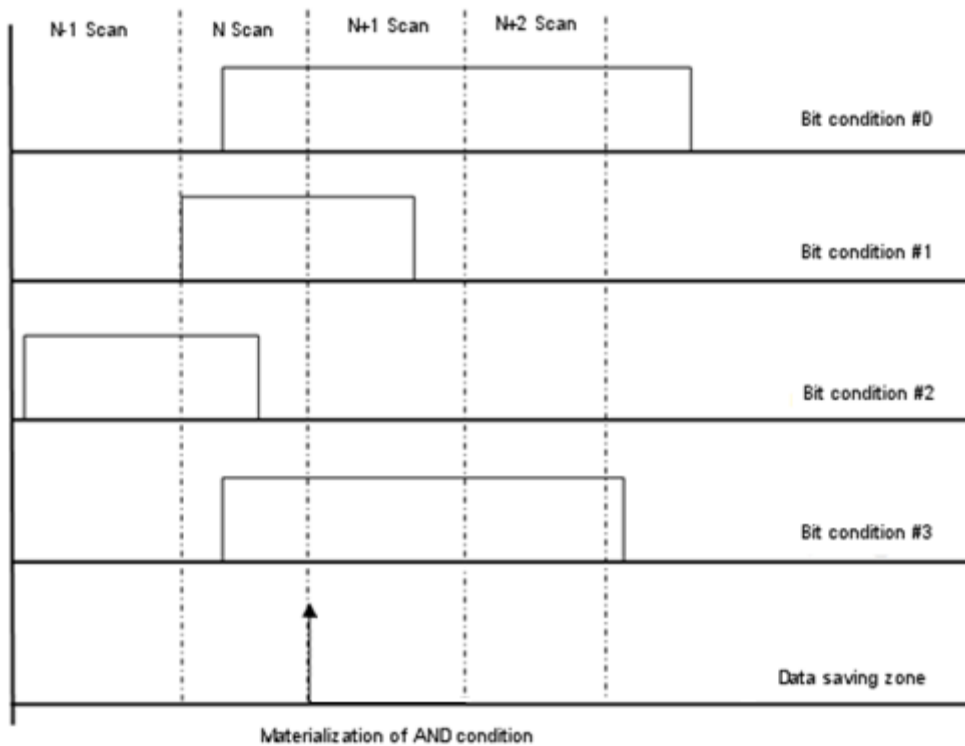 N-1 Scan
N Scan
N+1 Scan
N+2 Scan
Bit condition #0
Bit condition #1
Bit condition #2
Bit condition #3
Data saving zone
Materialization of AND condition